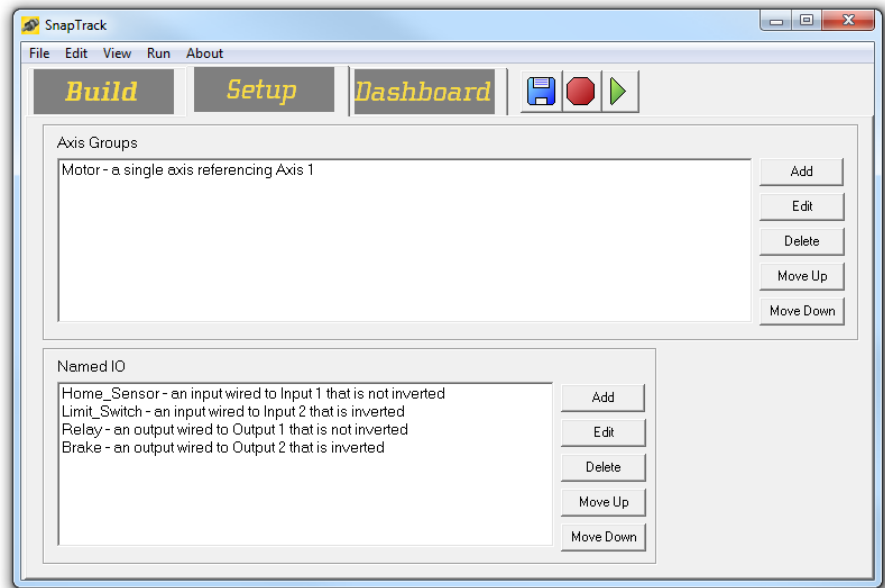 SnapTrack
File Edit View Run About
Build Setup Dashboard
Axis Groups
Motor - a single axis referencing Axis 1
Add
Edit
Delete
Move Up
Move Down
Named IO
Home_Sensor - an input wired to Input 1 that is not inverted
Limit_Switch - an input wired to Input 2 that is inverted
Relay - an output wired to Output 1 that is not inverted
Brake - an output wired to Output 2 that is inverted
Add
Edit
Delete
Move Up
Move Down